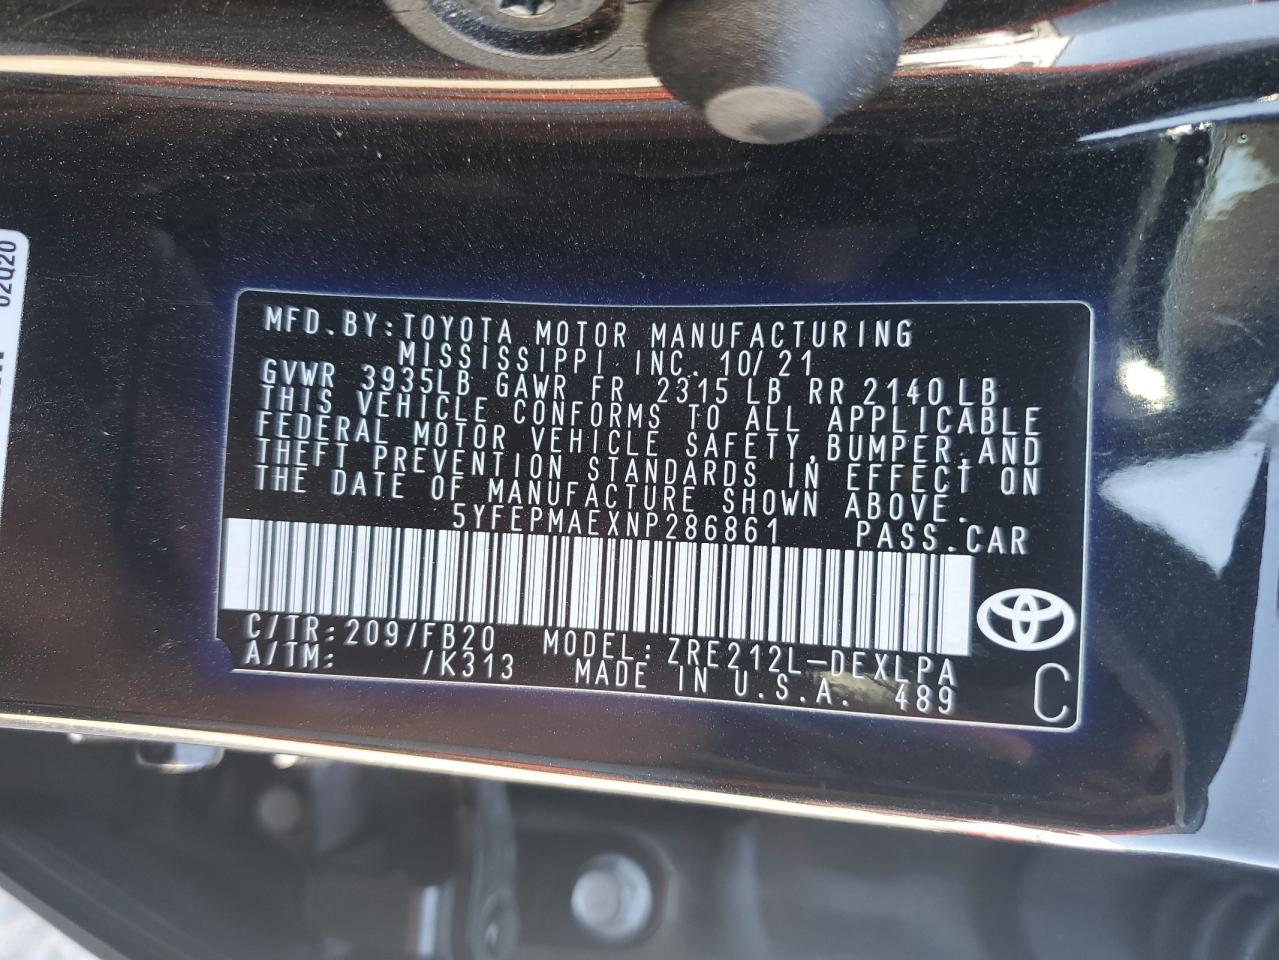 02Q20
MFD.BY:TOYOTA MOTOR MANUFACTURING
MISSISSIPPI, INC. 10/21
GVWR 3935LB GAWR FR 2315 LB RR 2140 LB
THIS VEHICLE CONFORMS TO ALL APPLICABLE
FEDERAL MOTOR VEHICLE SAFETY,BUMPER,AND
THEFT PREVENTION STANDARDS IN EFFECT ON
THE DATE OF MANUFACTURE SHOWN ABOVE.
5YFEPMAEXNP286861 PASS.CAR
C/TR:209/FB20 MODEL:ZRE212L-DEXLPA
A/TM: /K313 MADE IN U.S.A. 489
C